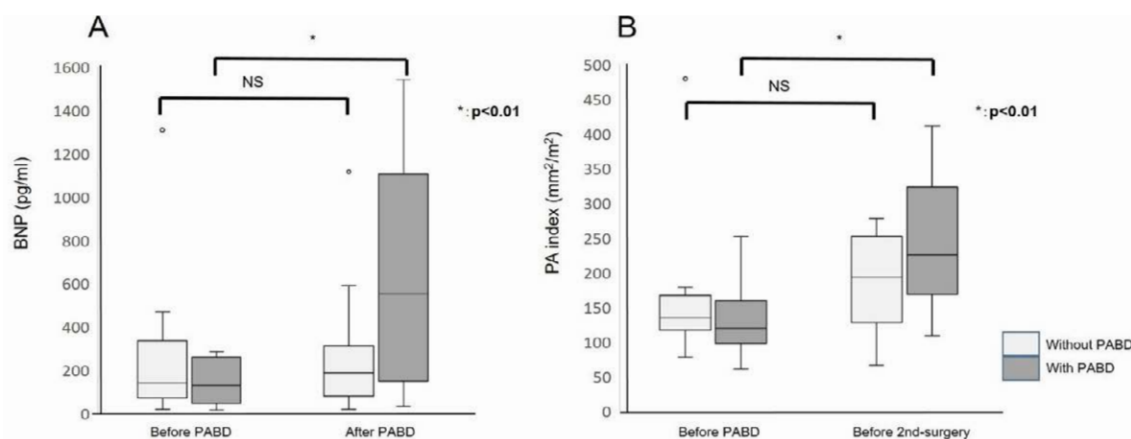 A
*
NS
*: p<0.01
BNP (pg/ml)
1600
1400
1200
1000
800
600
400
200
0
Before PABD
After PABD
B
*
NS
*: p<0.01
PA index (mm²/m²)
500
450
400
350
300
250
200
150
100
50
0
Before PABD
Before 2nd-surgery
Without PABD
With PABD